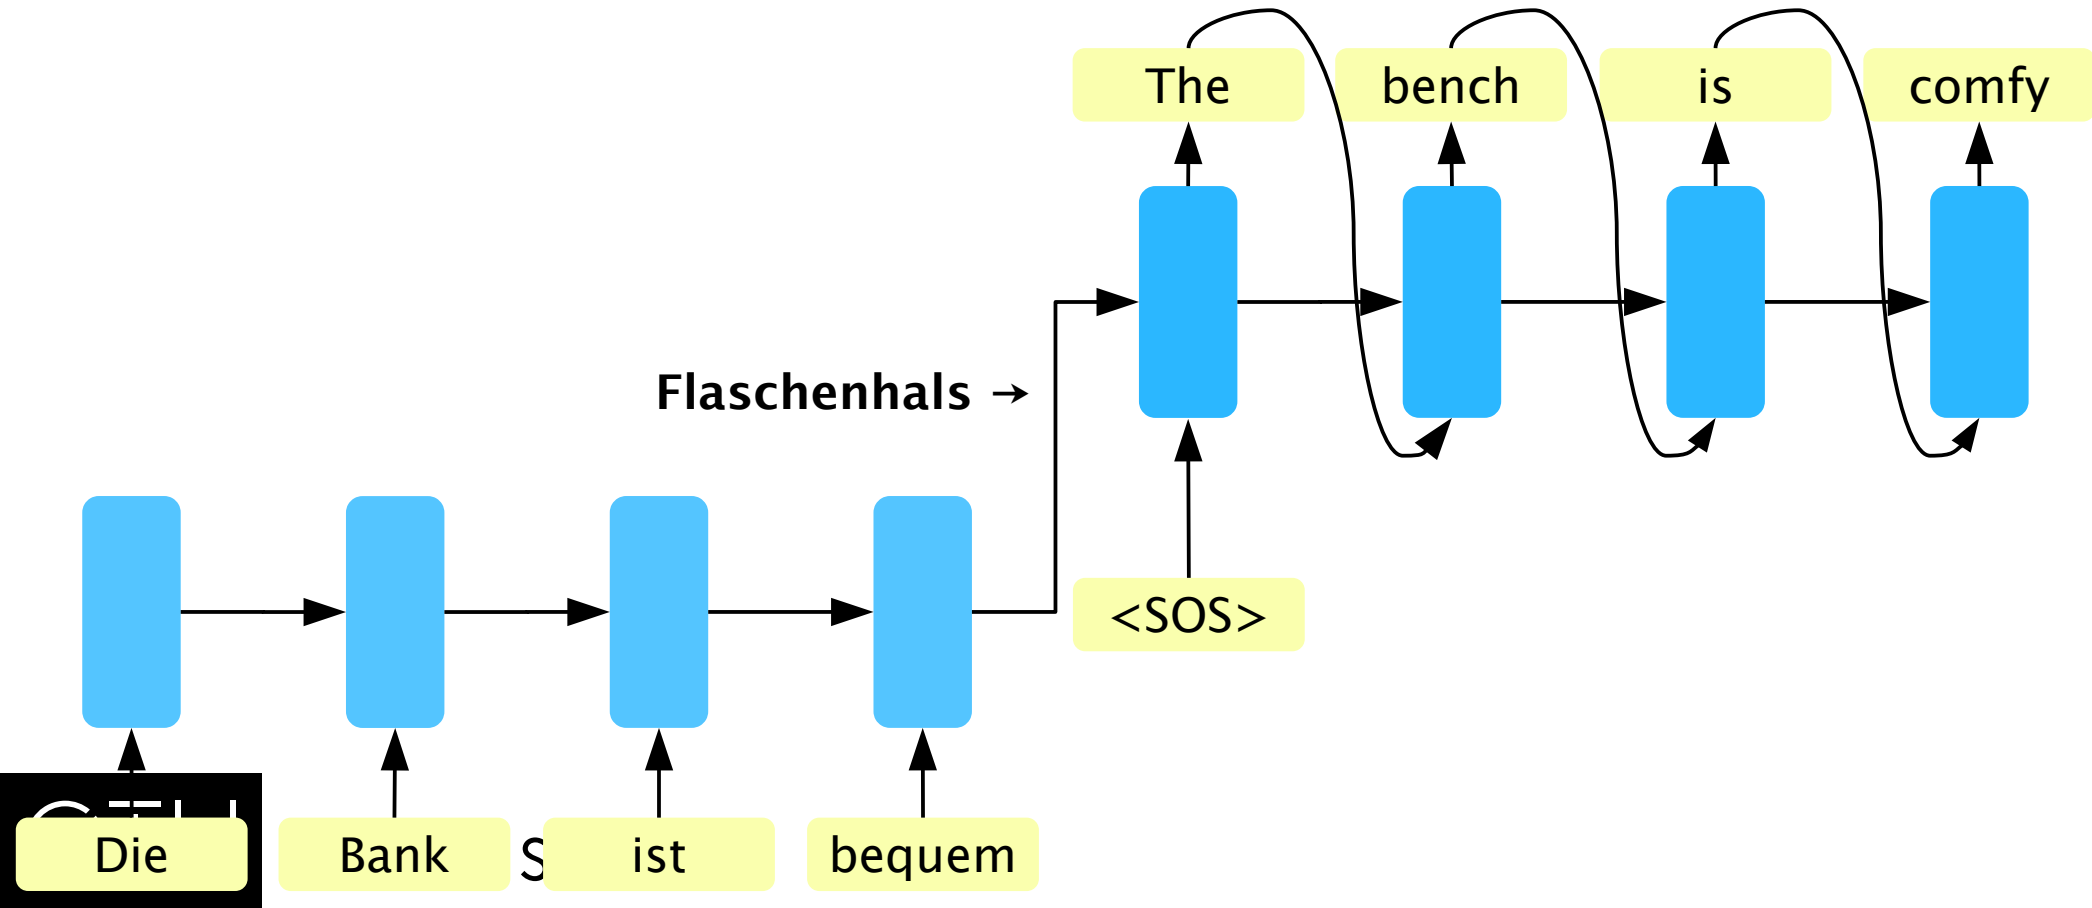 The bench is comfy
Flaschenhals →
<SOS>
Die Bank ist bequem